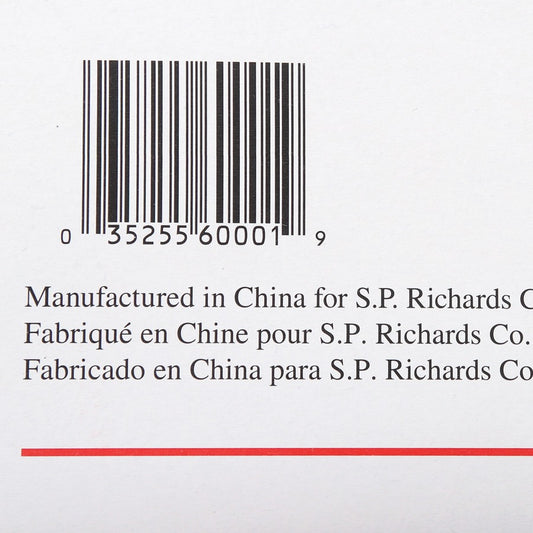 0 35255 60001 9
Manufactured in China for S.P. Richards
Fabriqué en Chine pour S.P. Richards Co.
Fabricado en China para S.P. Richards Co